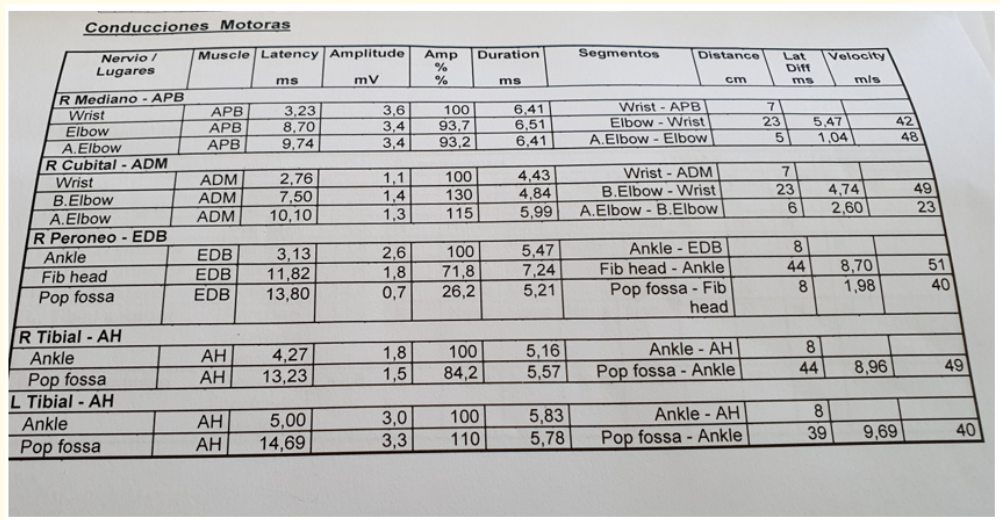 Conducciones Motoras
Nervio / Lugares Muscle Latency ms Amplitude mV Amp % % Duration ms Segmentos Distance cm Lat Diff ms Velocity m/s
R Mediano - APB
Wrist APB 3,23 3,6 100 6,41 Wrist - APB 7
Elbow APB 8,70 3,4 93,7 6,51 Elbow - Wrist 23 5,47 42
A.Elbow APB 9,74 3,4 93,2 6,41 A.Elbow - Elbow 5 1,04 48
R Cubital - ADM
Wrist ADM 2,76 1,1 100 4,43 Wrist - ADM 7
B.Elbow ADM 7,50 1,4 130 4,84 B.Elbow - Wrist 23 4,74 49
A.Elbow ADM 10,10 1,3 115 5,99 A.Elbow - B.Elbow 6 2,60 23
R Peroneo - EDB
Ankle EDB 3,13 2,6 100 5,47 Ankle - EDB 8
Fib head EDB 11,82 1,8 71,8 7,24 Fib head - Ankle 44 8,70 51
Pop fossa EDB 13,80 0,7 26,2 5,21 Pop fossa - Fib head 8 1,98 40
R Tibial - AH
Ankle AH 4,27 1,8 100 5,16 Ankle - AH 8
Pop fossa AH 13,23 1,5 84,2 5,57 Pop fossa - Ankle 44 8,96 49
L Tibial - AH
Ankle AH 5,00 3,0 100 5,83 Ankle - AH 8
Pop fossa AH 14,69 3,3 110 5,78 Pop fossa - Ankle 39 9,69 40